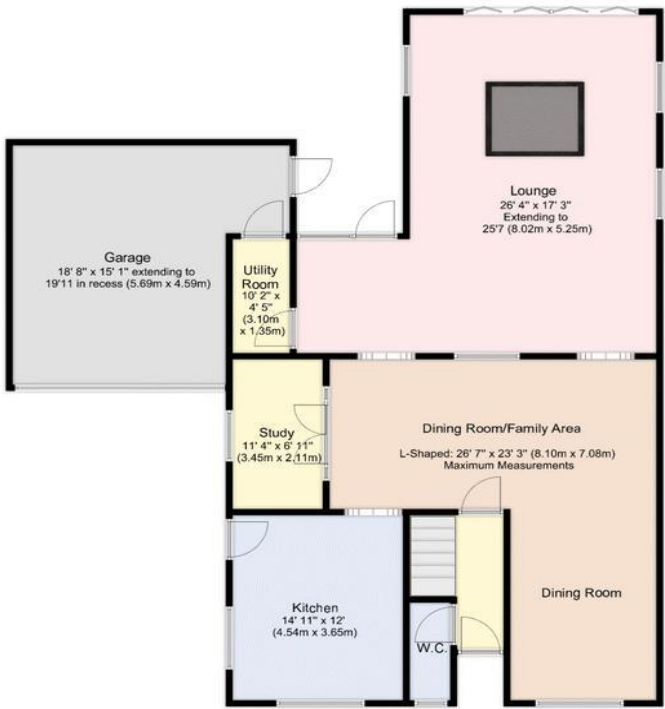 Lounge
26' 4" x 17' 3"
Extending to
25'7 (8.02m x 5.25m)
Garage
18' 8" x 15' 1" extending to
19'11 in recess (5.69m x 4.59m)
Utility
Room
10' 2" x
4' 5"
(3.10m
x 1.35m)
Study
11' 4" x 6' 11"
(3.45m x 2.11m)
Dining Room/Family Area
L-Shaped: 26' 7" x 23' 3" (8.10m x 7.08m)
Maximum Measurements
Kitchen
14' 11" x 12'
(4.54m x 3.65m)
W.C.
Dining Room